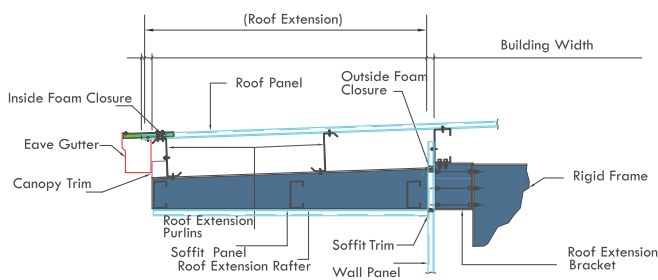 (Roof Extension)
Building Width
Roof Panel
Outside Foam
Closure
Inside Foam Closure
Eave Gutter
Canopy Trim
Rigid Frame
Roof Extension
Purlins
Soffit Panel
Roof Extension Rafter
Soffit Trim
Wall Panel
Roof Extension
Bracket